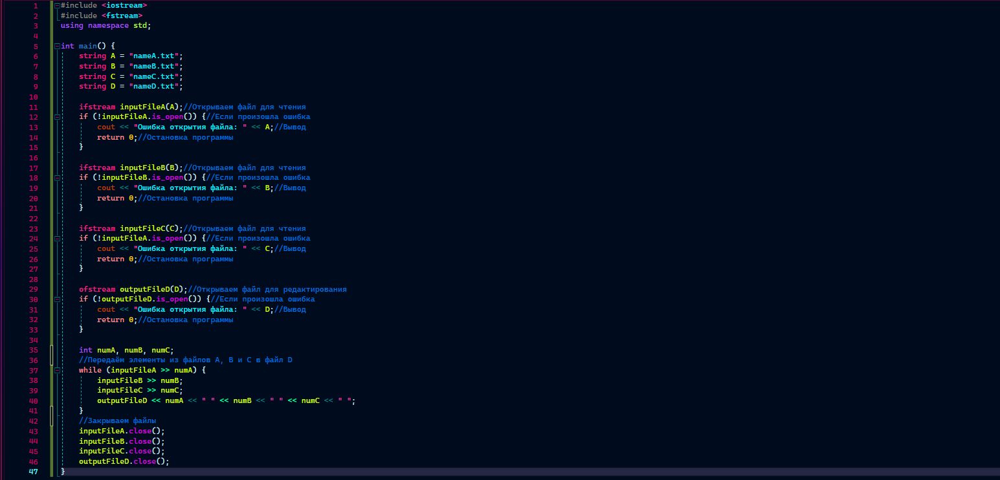 1 #include <iostream>
2 #include <fstream>
3 using namespace std;
4
5 int main() {
6 string A = "nameA.txt";
7 string B = "nameB.txt";
8 string C = "nameC.txt";
9 string D = "nameD.txt";
10
11 ifstream inputFileA(A);//Открываем файл для чтения
12 if (!inputFileA.is_open()) {//Если произошла ошибка
13 cout << "Ошибка открытия файла: " << A;//Вывод
14 return 0;//Остановка программы
15 }
16
17 ifstream inputFileB(B);//Открываем файл для чтения
18 if (!inputFileB.is_open()) {//Если произошла ошибка
19 cout << "Ошибка открытия файла: " << B;//Вывод
20 return 0;//Остановка программы
21 }
22
23 ifstream inputFileC(C);//Открываем файл для чтения
24 if (!inputFileA.is_open()) {//Если произошла ошибка
25 cout << "Ошибка открытия файла: " << C;//Вывод
26 return 0;//Остановка программы
27 }
28
29 ofstream outputFileD(D);//Открываем файл для редактирования
30 if (!outputFileD.is_open()) {//Если произошла ошибка
31 cout << "Ошибка открытия файла: " << D;//Вывод
32 return 0;//Остановка программы
33 }
34
35 int numA, numB, numC;
36 //Передаём элементы из файлов A, B и C в файл D
37 while (inputFileA >> numA) {
38 inputFileB >> numB;
39 inputFileC >> numC;
40 outputFileD << numA << " " << numB << " " << numC << " ";
41 }
42 //Закрываем файлы
43 inputFileA.close();
44 inputFileB.close();
45 inputFileC.close();
46 outputFileD.close();
47 }